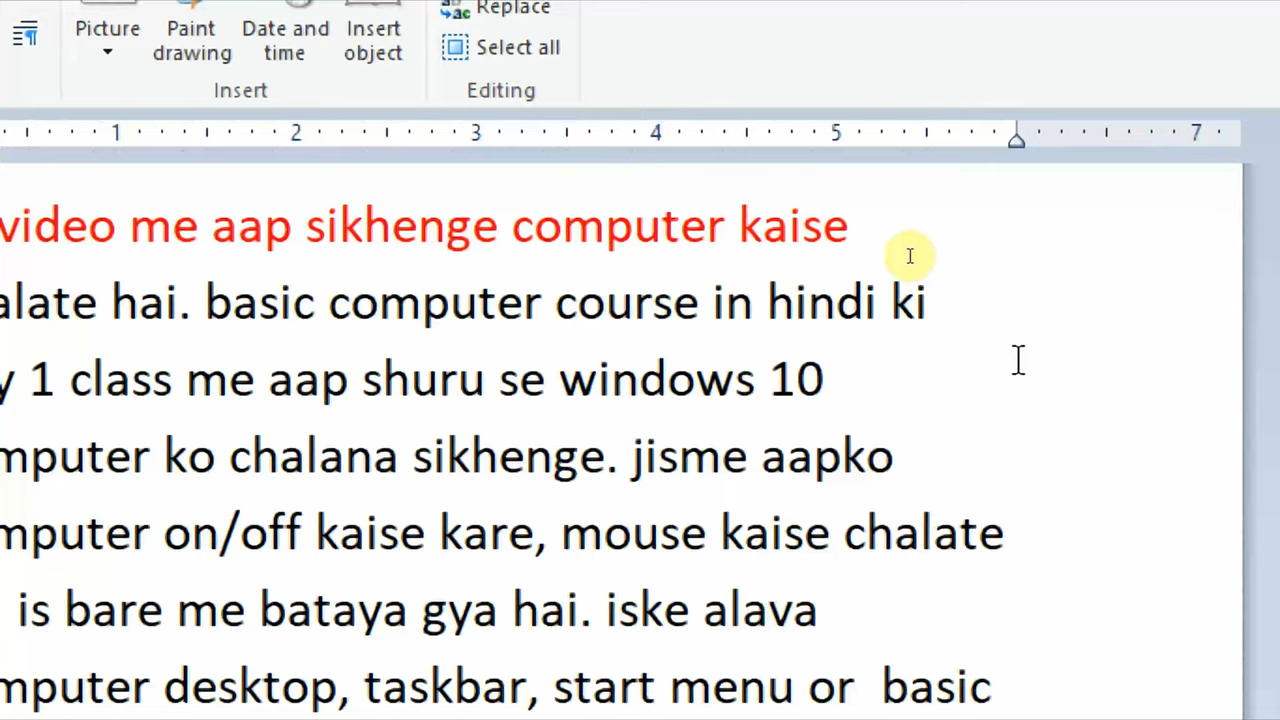 Replace
Picture
Paint
drawing
Date and
time
Insert
object
Select all
Insert
Editing
1 2 3 4 5 7
video me aap sikhenge computer kaise
alate hai. basic computer course in hindi ki
y 1 class me aap shuru se windows 10
mputer ko chalana sikhenge. jisme aapko
mputer on/off kaise kare, mouse kaise chalate
is bare me bataya gya hai. iske alava
mputer desktop, taskbar, start menu or basic